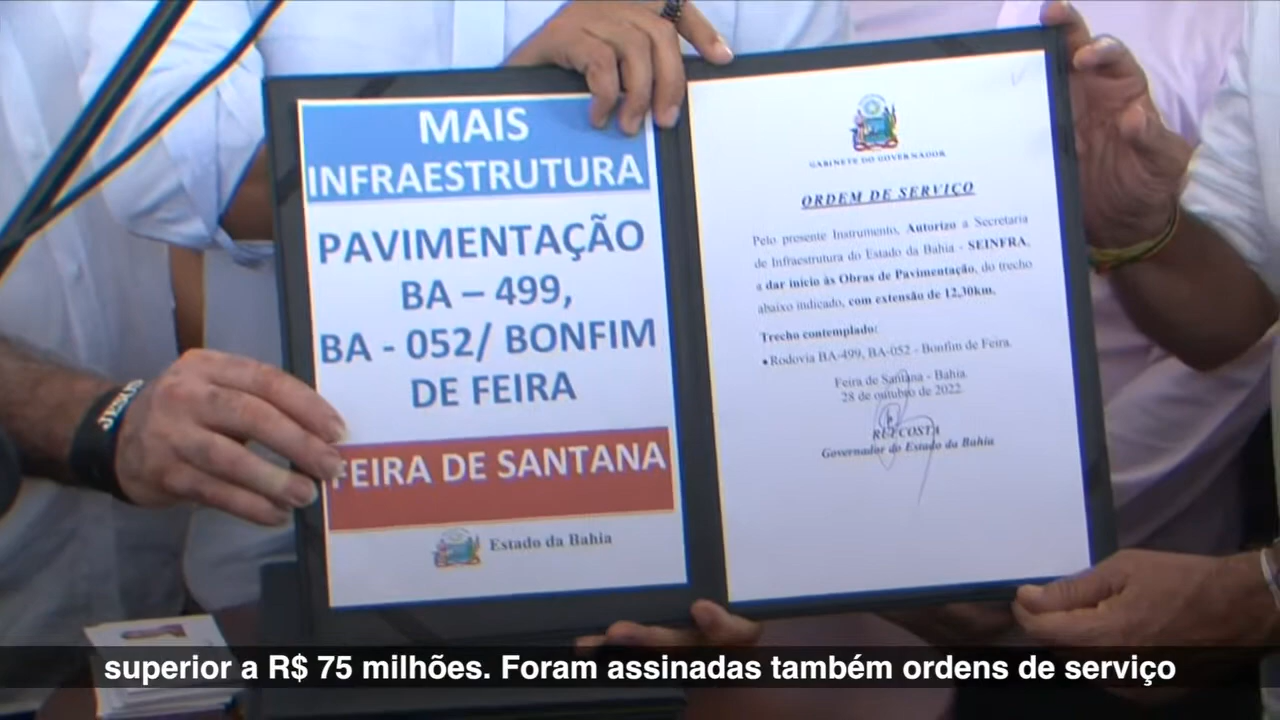 MAIS
INFRAESTRUTURA
PAVIMENTAÇÃO
BA – 499,
BA - 052/ BONFIM
DE FEIRA
FEIRA DE SANTANA
Estado da Bahia
GABINETE DO GOVERNADOR
ORDEM DE SERVIÇO
Pelo presente Instrumento, Autorizo a Secretaria
de Infraestrutura do Estado da Bahia - SEINFRA,
a dar início às Obras de Pavimentação, do trecho
abaixo indicado, com extensão de 12,30km.
Trecho contemplado:
•Rodovia BA-499, BA-052 - Bonfim de Feira.
Feira de Santana - Bahia.
28 de outubro de 2022
RUI COSTA
Governador do Estado da Bahia
JESUS
superior a R$ 75 milhões. Foram assinadas também ordens de serviço